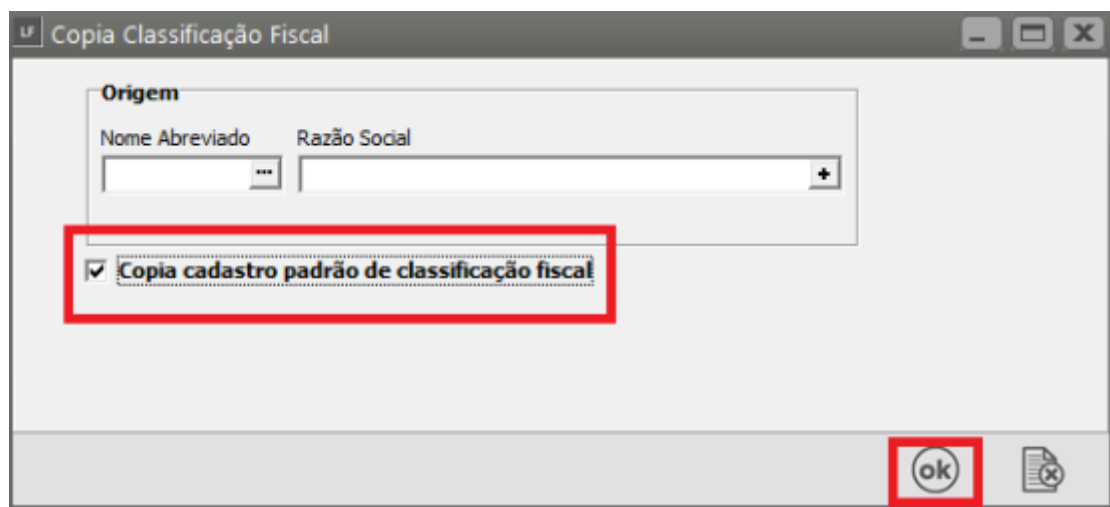 LF Copia Classificação Fiscal
Origem
Nome Abreviado Razão Social
... +
Copia cadastro padrão de classificação fiscal
ok